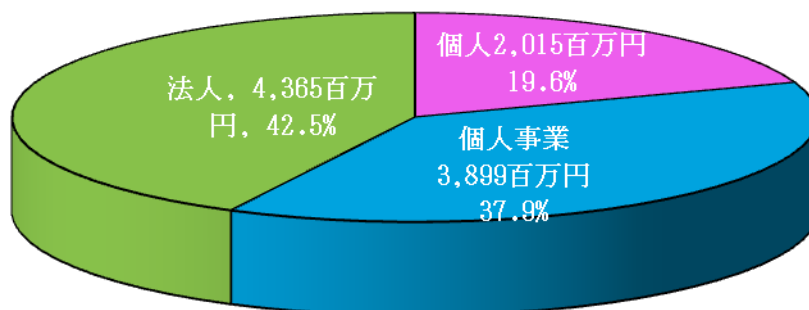 個人2,015百万円
19.6%
法人, 4,365百万
円, 42.5%
個人事業
3,899百万円
37.9%